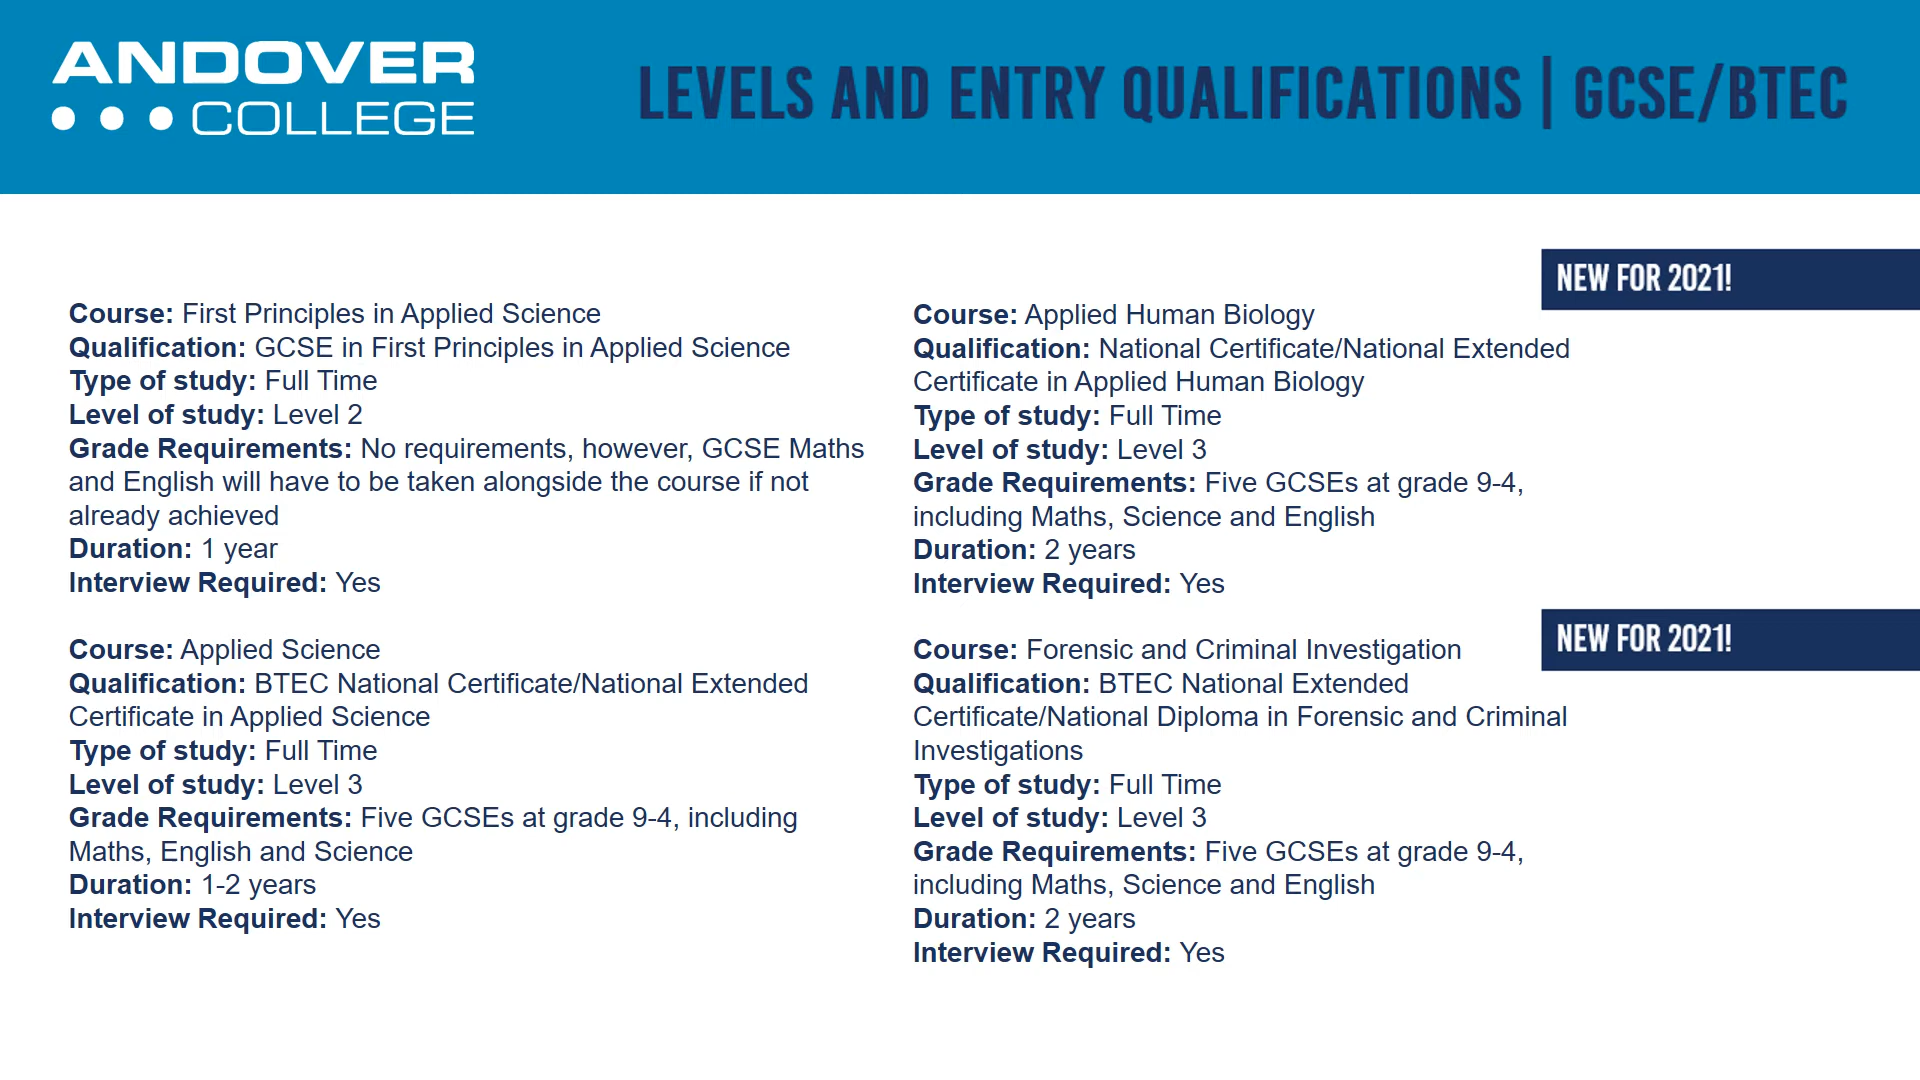 ANDOVER
COLLEGE
LEVELS AND ENTRY QUALIFICATIONS | GCSE/BTEC
Course: First Principles in Applied Science
Qualification: GCSE in First Principles in Applied Science
Type of study: Full Time
Level of study: Level 2
Grade Requirements: No requirements, however, GCSE Maths
and English will have to be taken alongside the course if not
already achieved
Duration: 1 year
Interview Required: Yes
Course: Applied Science
Qualification: BTEC National Certificate/National Extended
Certificate in Applied Science
Type of study: Full Time
Level of study: Level 3
Grade Requirements: Five GCSEs at grade 9-4, including
Maths, English and Science
Duration: 1-2 years
Interview Required: Yes
NEW FOR 2021!
Course: Applied Human Biology
Qualification: National Certificate/National Extended
Certificate in Applied Human Biology
Type of study: Full Time
Level of study: Level 3
Grade Requirements: Five GCSEs at grade 9-4,
including Maths, Science and English
Duration: 2 years
Interview Required: Yes
NEW FOR 2021!
Course: Forensic and Criminal Investigation
Qualification: BTEC National Extended
Certificate/National Diploma in Forensic and Criminal
Investigations
Type of study: Full Time
Level of study: Level 3
Grade Requirements: Five GCSEs at grade 9-4,
including Maths, Science and English
Duration: 2 years
Interview Required: Yes